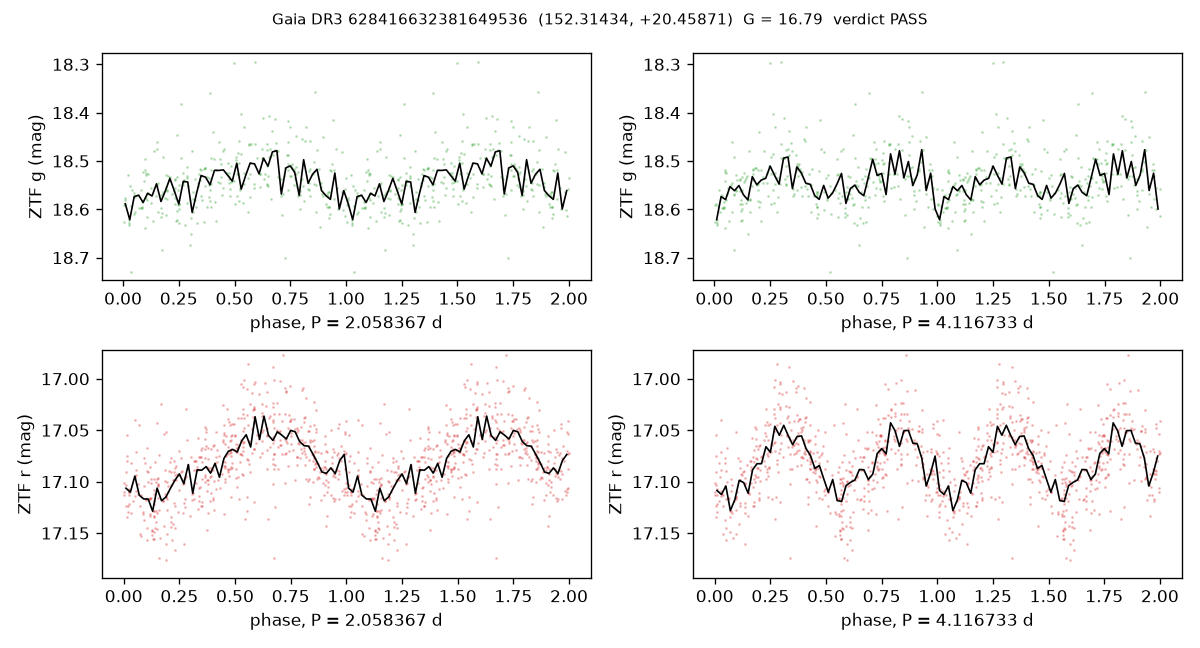 Gaia DR3 628416632381649536 (152.31434, +20.45871) G = 16.79 verdict PASS
ZTF g (mag)
18.3
18.4
18.5
18.6
18.7
0.00 0.25 0.50 0.75 1.00 1.25 1.50 1.75 2.00
phase, P = 2.058367 d
ZTF g (mag)
18.3
18.4
18.5
18.6
18.7
0.00 0.25 0.50 0.75 1.00 1.25 1.50 1.75 2.00
phase, P = 4.116733 d
ZTF r (mag)
17.00
17.05
17.10
17.15
0.00 0.25 0.50 0.75 1.00 1.25 1.50 1.75 2.00
phase, P = 2.058367 d
ZTF r (mag)
17.00
17.05
17.10
17.15
0.00 0.25 0.50 0.75 1.00 1.25 1.50 1.75 2.00
phase, P = 4.116733 d